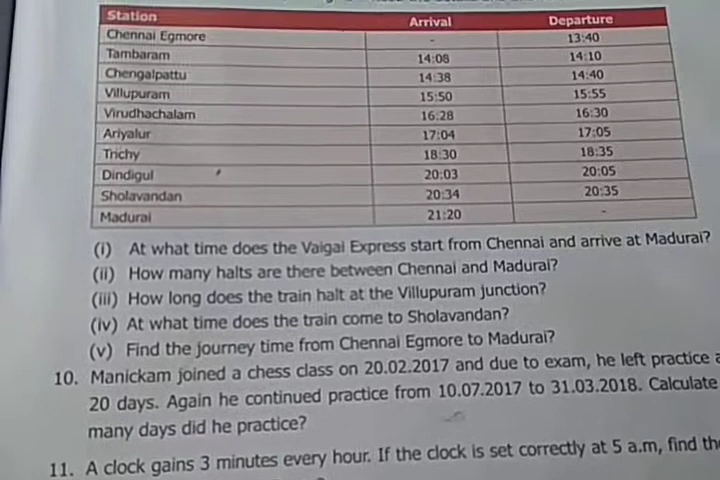 Station Arrival Departure
Chennai Egmore - 13:40
Tambaram 14:08 14:10
Chengalpattu 14:38 14:40
Villupuram 15:50 15:55
Virudhachalam 16:28 16:30
Ariyalur 17:04 17:05
Trichy 18:30 18:35
Dindigul 20:03 20:05
Sholavandan 20:34 20:35
Madurai 21:20 -
(i) At what time does the Vaigai Express start from Chennai and arrive at Madurai?
(ii) How many halts are there between Chennai and Madurai?
(iii) How long does the train halt at the Villupuram junction?
(iv) At what time does the train come to Sholavandan?
(v) Find the journey time from Chennai Egmore to Madurai?
10. Manickam joined a chess class on 20.02.2017 and due to exam, he left practice
20 days. Again he continued practice from 10.07.2017 to 31.03.2018. Calculate
many days did he practice?
11. A clock gains 3 minutes every hour. If the clock is set correctly at 5 a.m, find